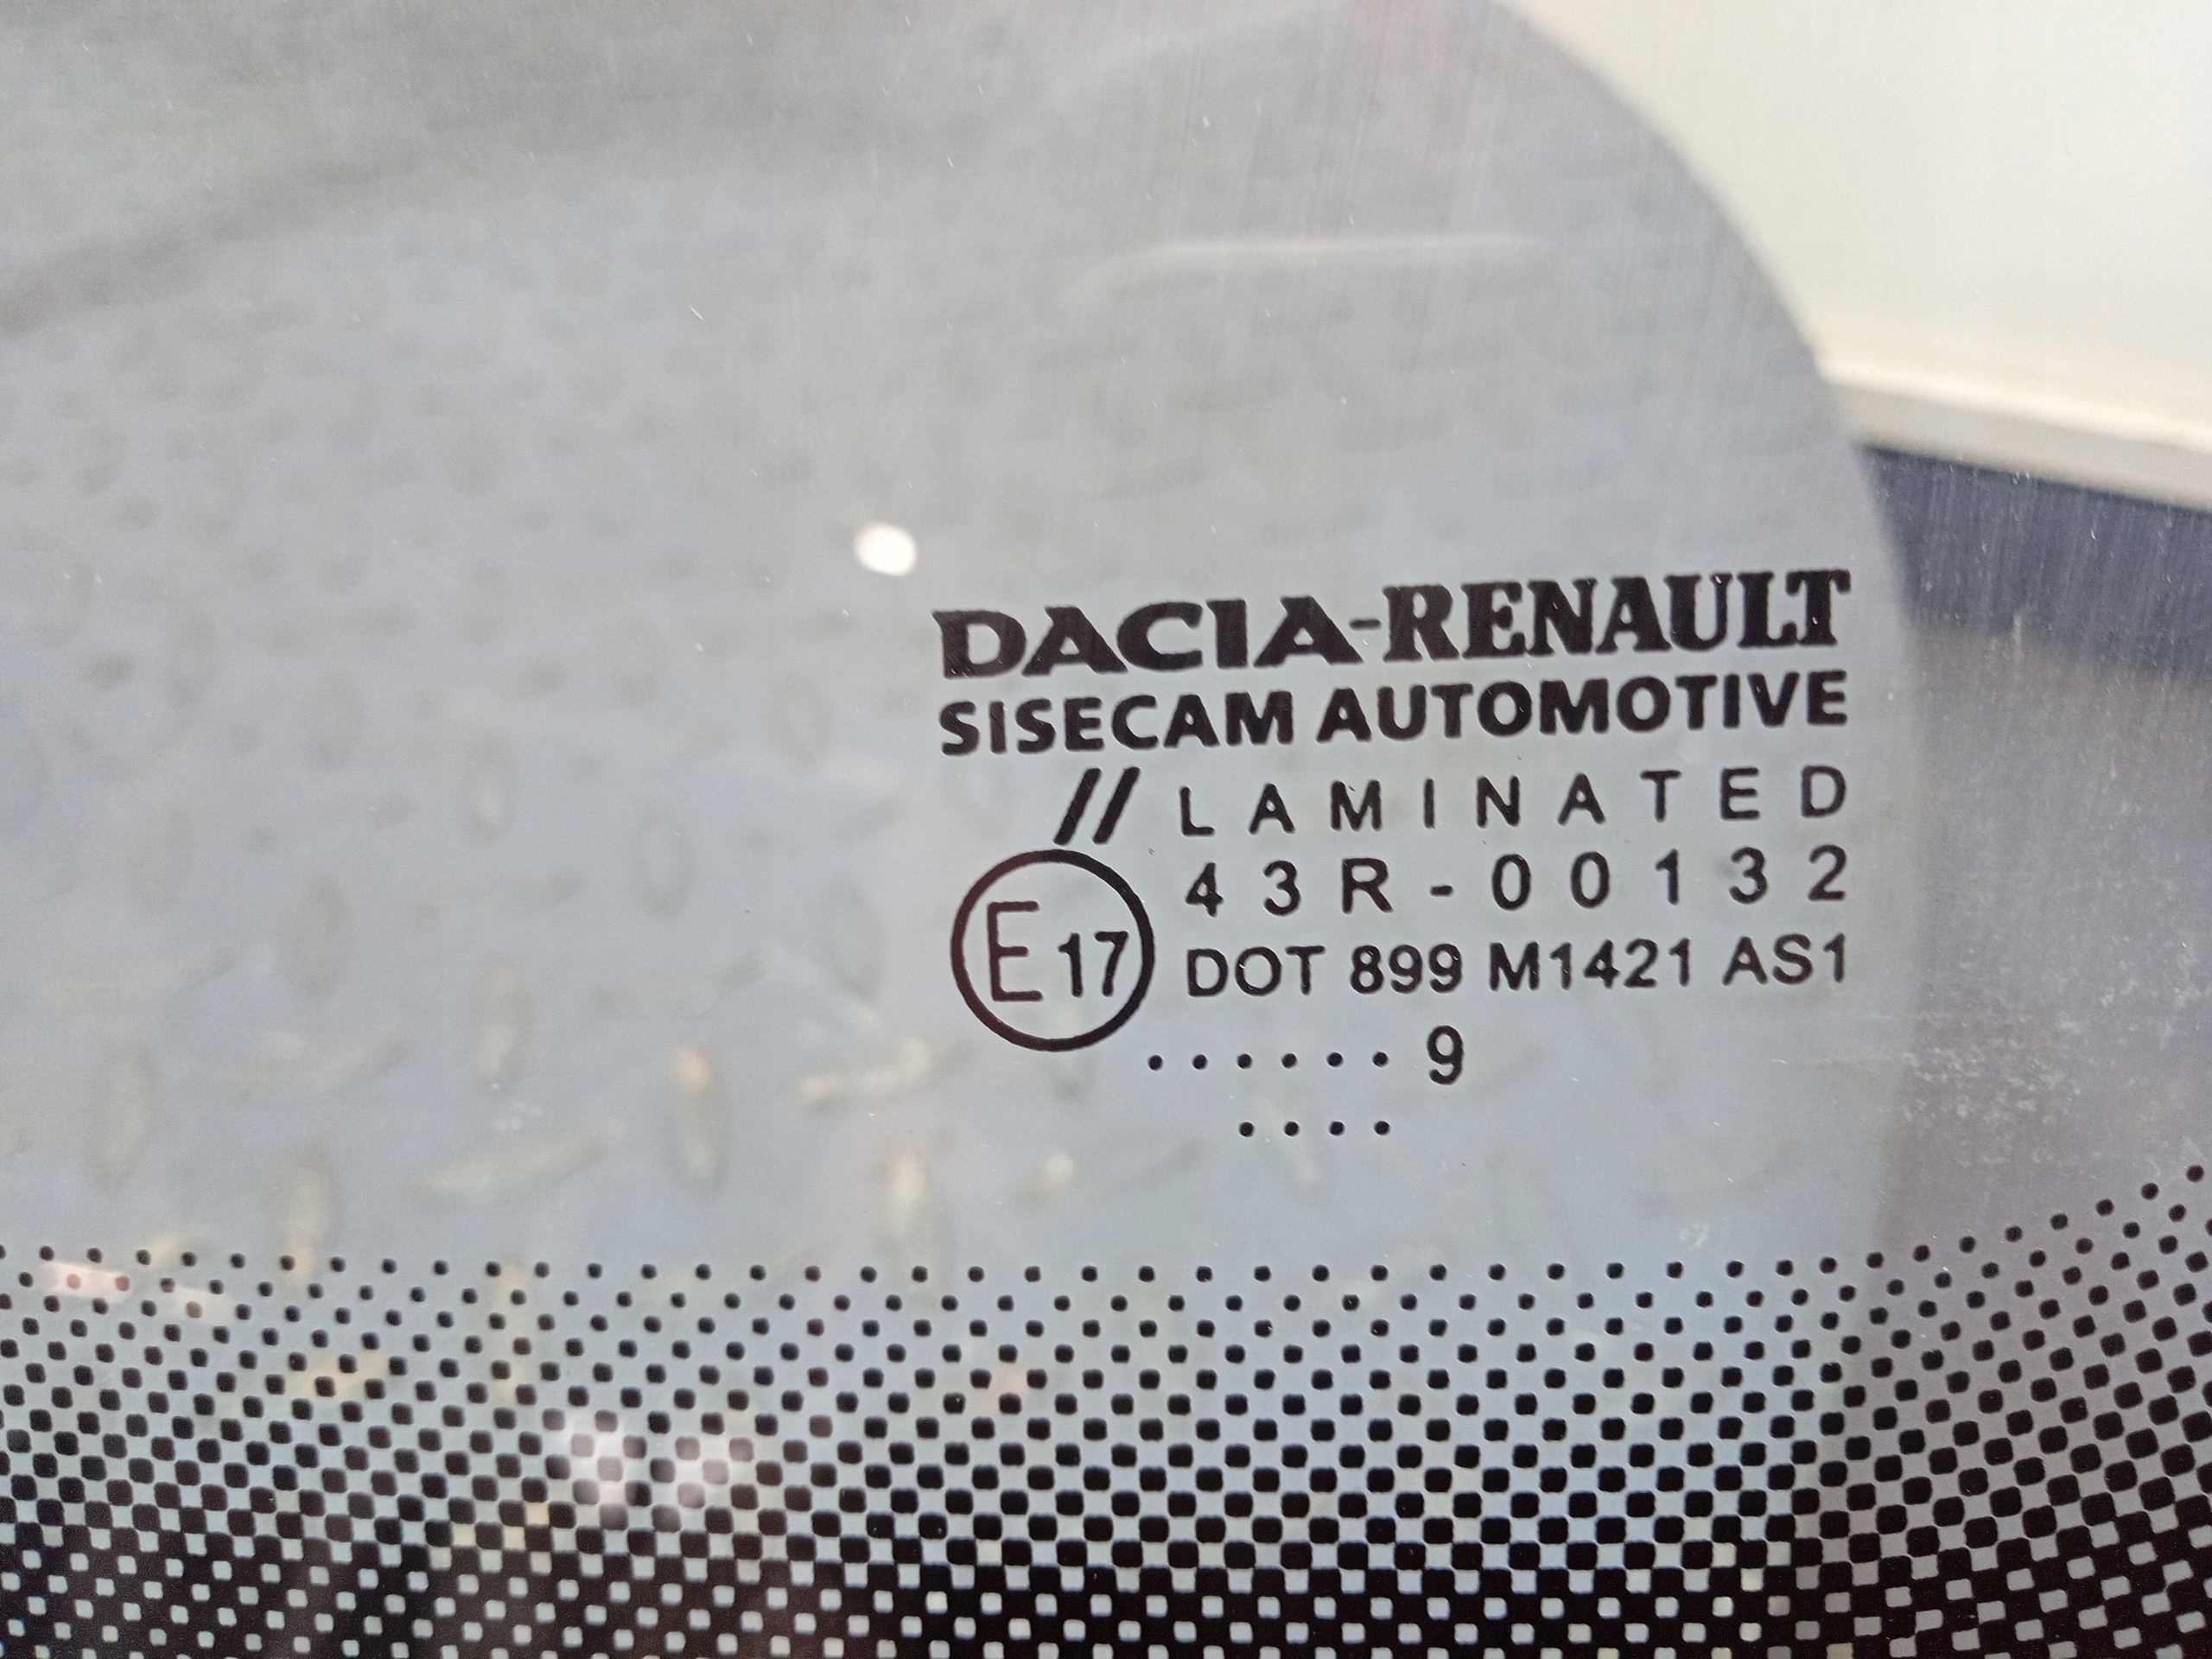 DACIA-RENAULT
SISECAM AUTOMOTIVE
// LAMINATED
43R-00132
E17 DOT 899 M1421 AS1
. . . . . . 9
. . . .